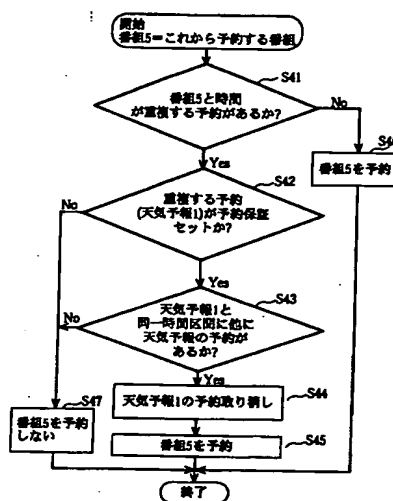 開始
番組5=これから予約する番組
S41
番組5と時間
が重複する予約があるか?
No
Yes
S42
番組5を予約
重複する予約
(天気予報1)が予約保証
セットか?
No
Yes
S43
天気予報1と
同一時間区間に他に
天気予報の予約が
あるか?
No
Yes
S44
天気予報1の予約取り消し
S47
番組5を予約
しない
S45
番組5を予約
終了